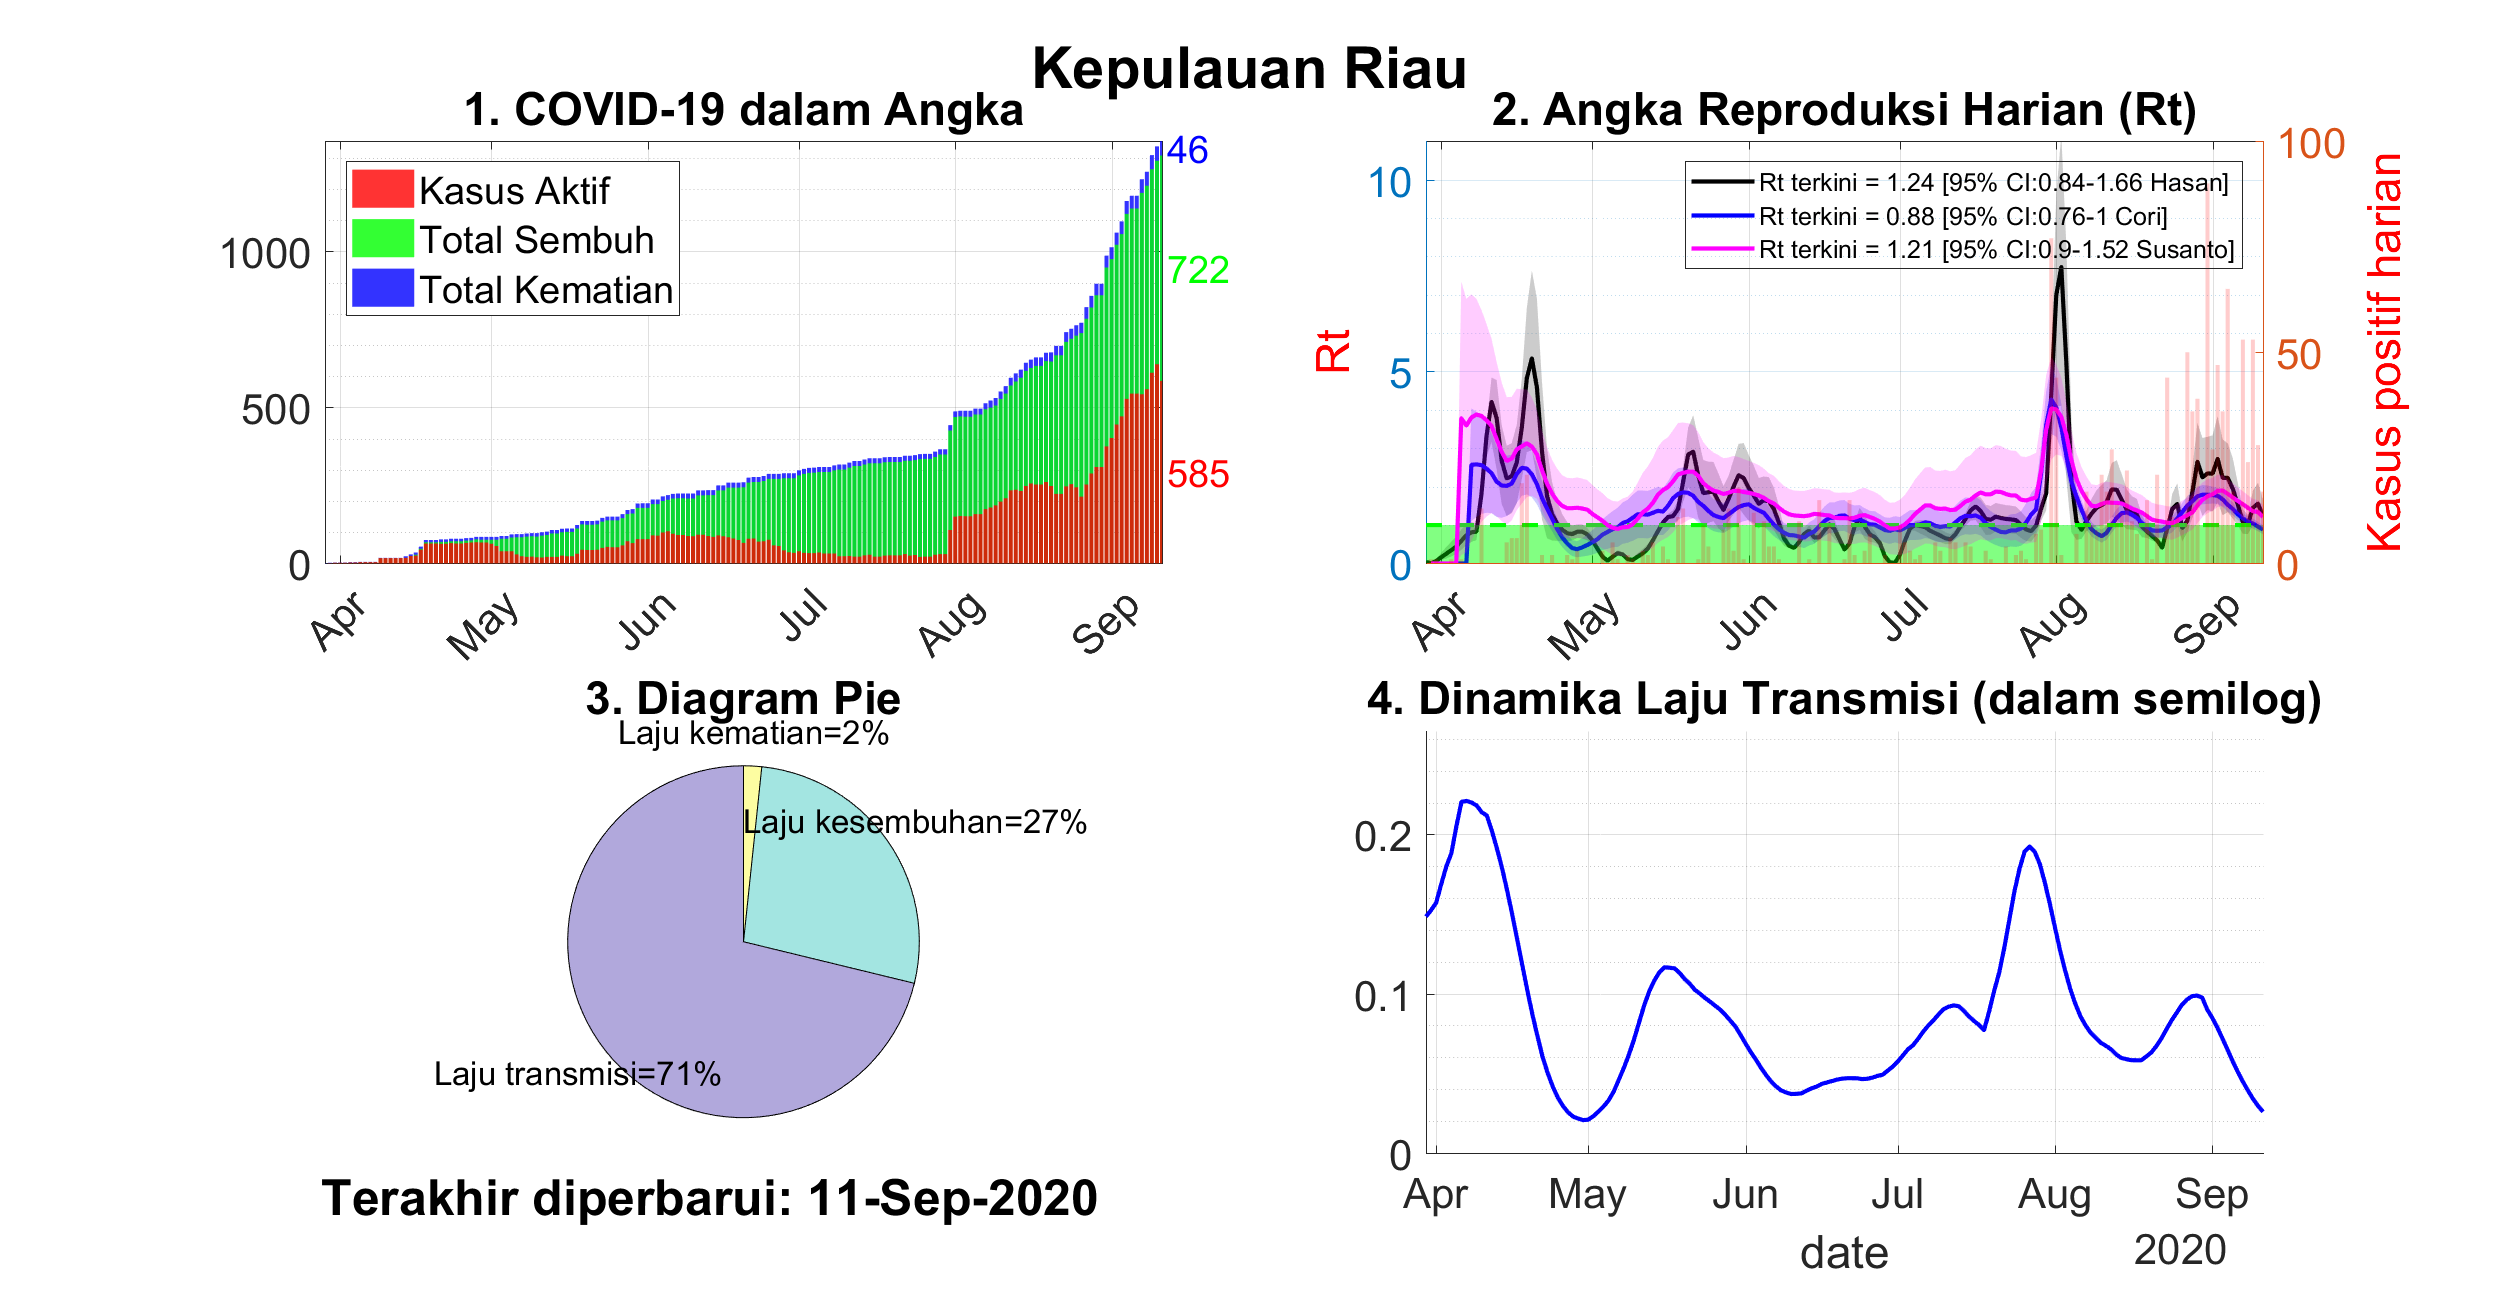 Kepulauan Riau
1. COVID-19 dalam Angka
46
722
585
Kasus Aktif
Total Sembuh
Total Kematian
1000
500
0
Apr
May
Jun
Jul
Aug
Sep
2. Angka Reproduksi Harian (Rt)
Rt terkini = 1.24 [95% CI:0.84-1.66 Hasan]
Rt terkini = 0.88 [95% CI:0.76-1 Cori]
Rt terkini = 1.21 [95% CI:0.9-1.52 Susanto]
Rt
10
5
0
100
50
0
Kasus positif harian
Apr
May
Jun
Jul
Aug
Sep
3. Diagram Pie
Laju kematian=2%
Laju kesembuhan=27%
Laju transmisi=71%
Terakhir diperbarui: 11-Sep-2020
4. Dinamika Laju Transmisi (dalam semilog)
0.2
0.1
0
Apr
May
Jun
Jul
Aug
Sep
date
2020